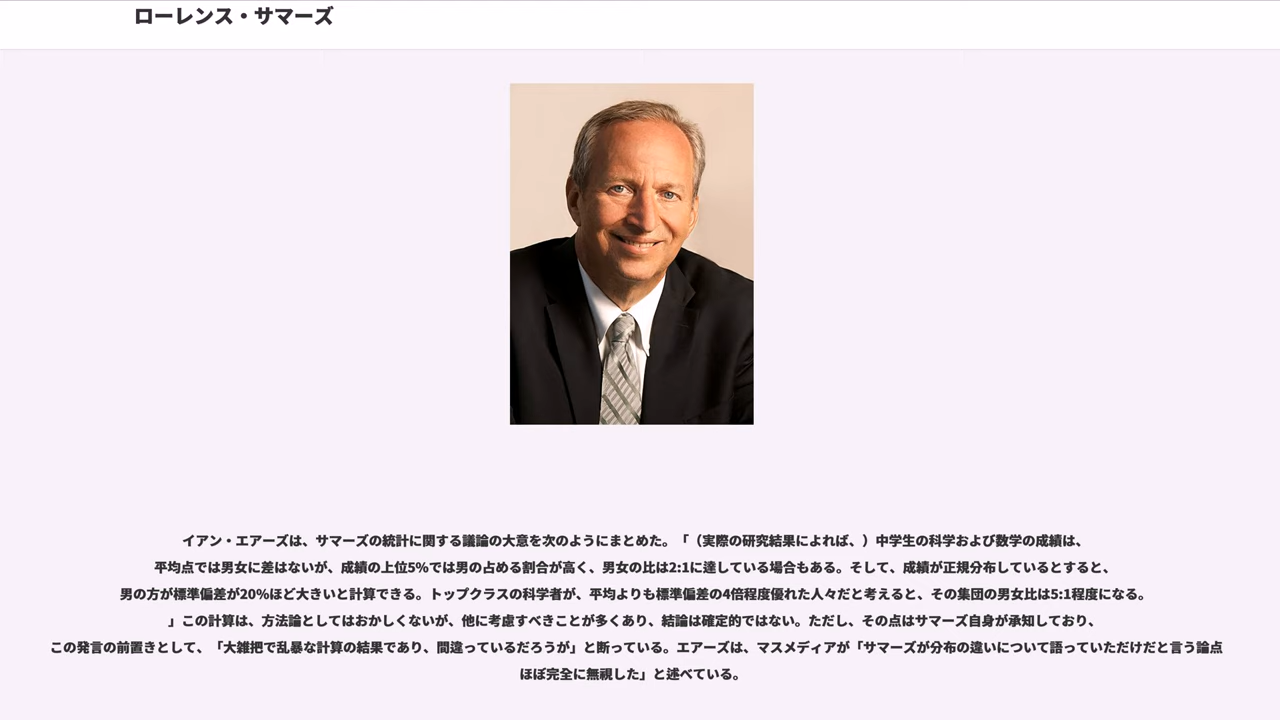 ローレンス・サマーズ
イアン・エアーズは、サマーズの統計に関する議論の大意を次のようにまとめた。「（実際の研究結果によれば、）中学生の科学および数学の成績は、
平均点では男女に差はないが、成績の上位5%では男の占める割合が高く、男女の比は2:1に達している場合もある。そして、成績が正規分布しているとすると、
男の方が標準偏差が20%ほど大きいと計算できる。トップクラスの科学者が、平均よりも標準偏差の4倍程度優れた人々だと考えると、その集団の男女比は5:1程度になる。
」この計算は、方法論としてはおかしくないが、他に考慮すべきことが多くあり、結論は確定的ではない。ただし、その点はサマーズ自身が承知しており、
この発言の前置きとして、「大雑把で乱暴な計算の結果であり、間違っているだろうが」と断っている。エアーズは、マスメディアが「サマーズが分布の違いについて語っていただけだと言う論点
ほぼ完全に無視した」と述べている。